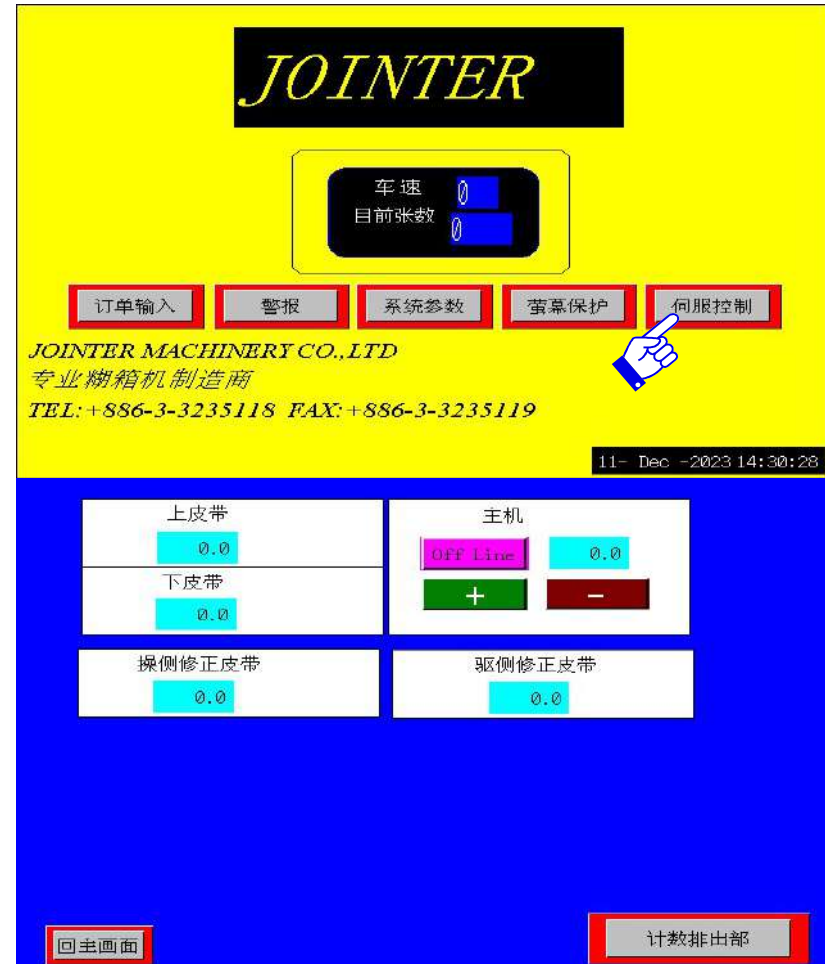 JOINTER
车速 0
目前张数 0
订单输入 警报 系统参数 萤幕保护 伺服控制
JOINTER MACHINERY CO.,LTD
专业糊箱机制造商
TEL:+886-3-3235118 FAX:+886-3-3235119
11- Dec -2023 14:30:28
上皮带
0.0
下皮带
0.0
主机
Off Line 0.0
+ -
操侧修正皮带
0.0
驱侧修正皮带
0.0
回主画面
计数排出部